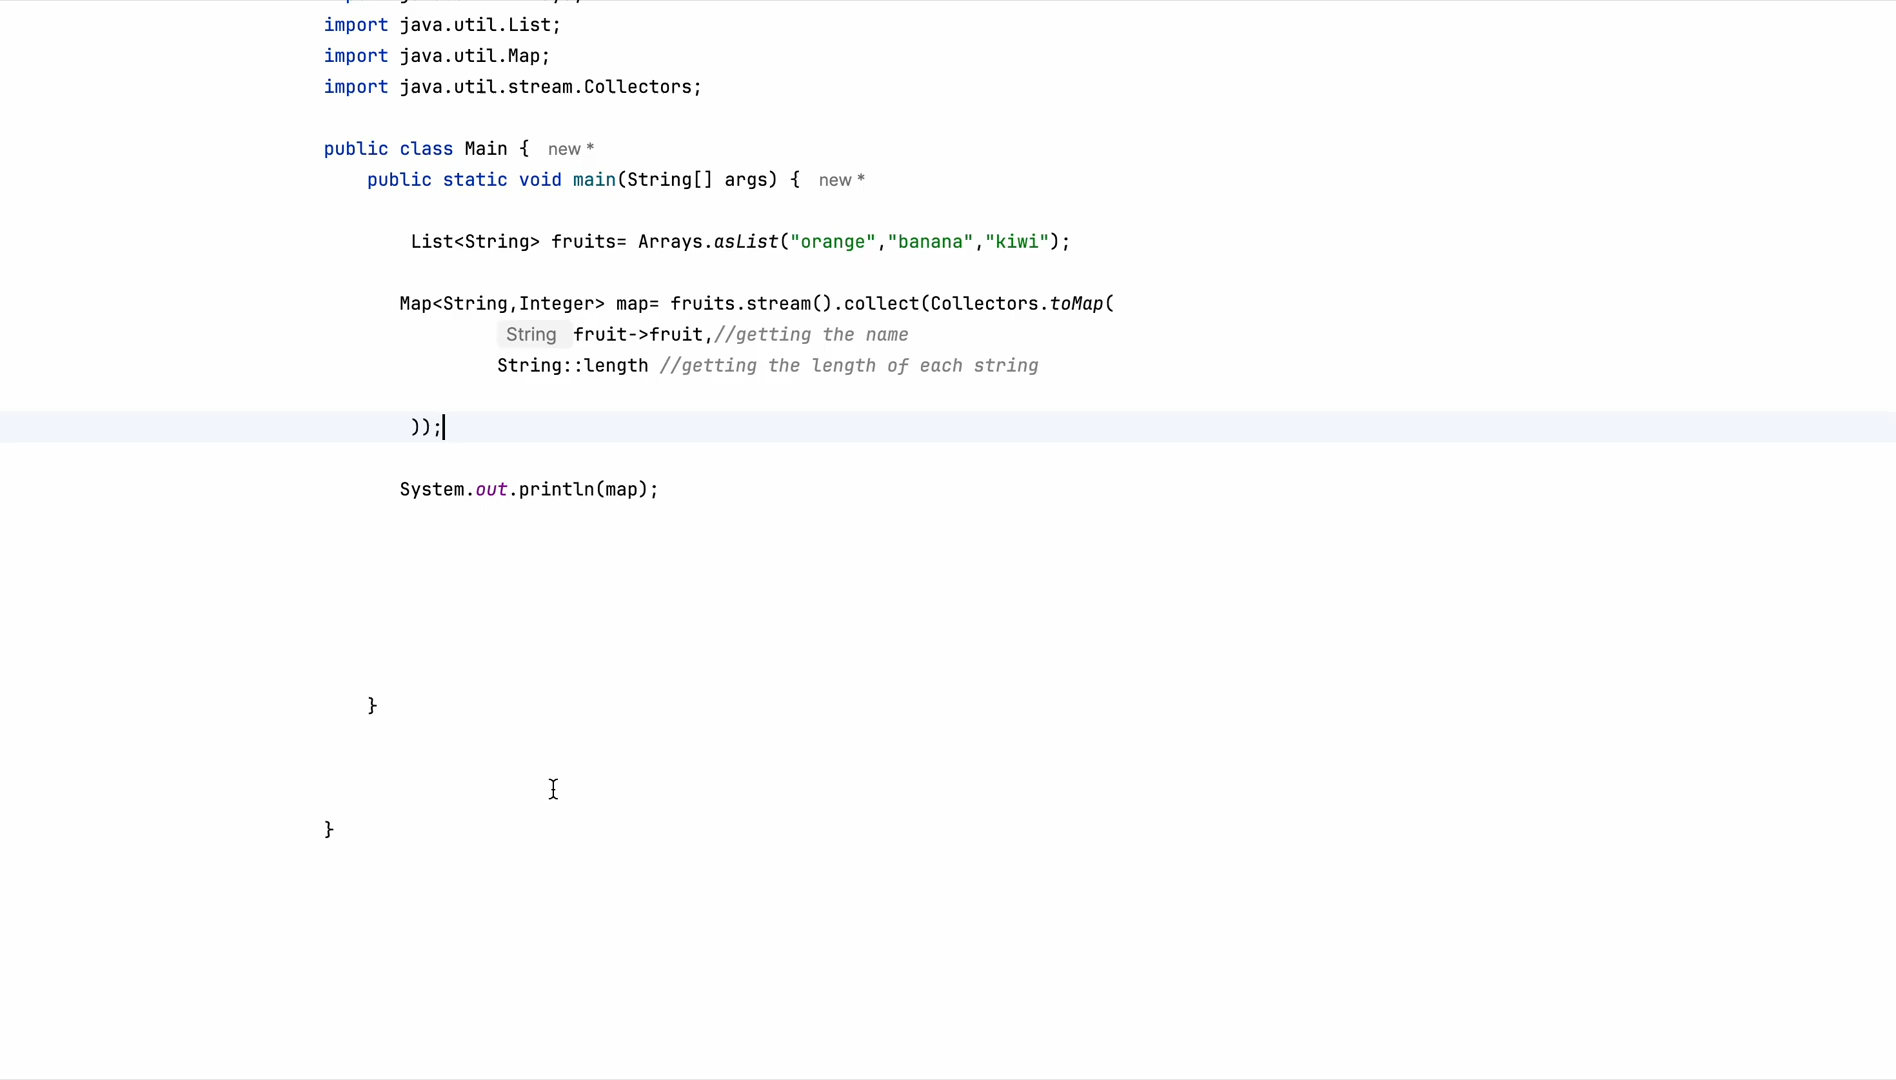 import java.util.List;
import java.util.Map;
import java.util.stream.Collectors;
public class Main { new *
public static void main(String[] args) { new *
List<String> fruits= Arrays.asList("orange","banana","kiwi");
Map<String,Integer> map= fruits.stream().collect(Collectors.toMap(
String fruit->fruit,//getting the name
String::length //getting the length of each string
));
System.out.println(map);
}
}